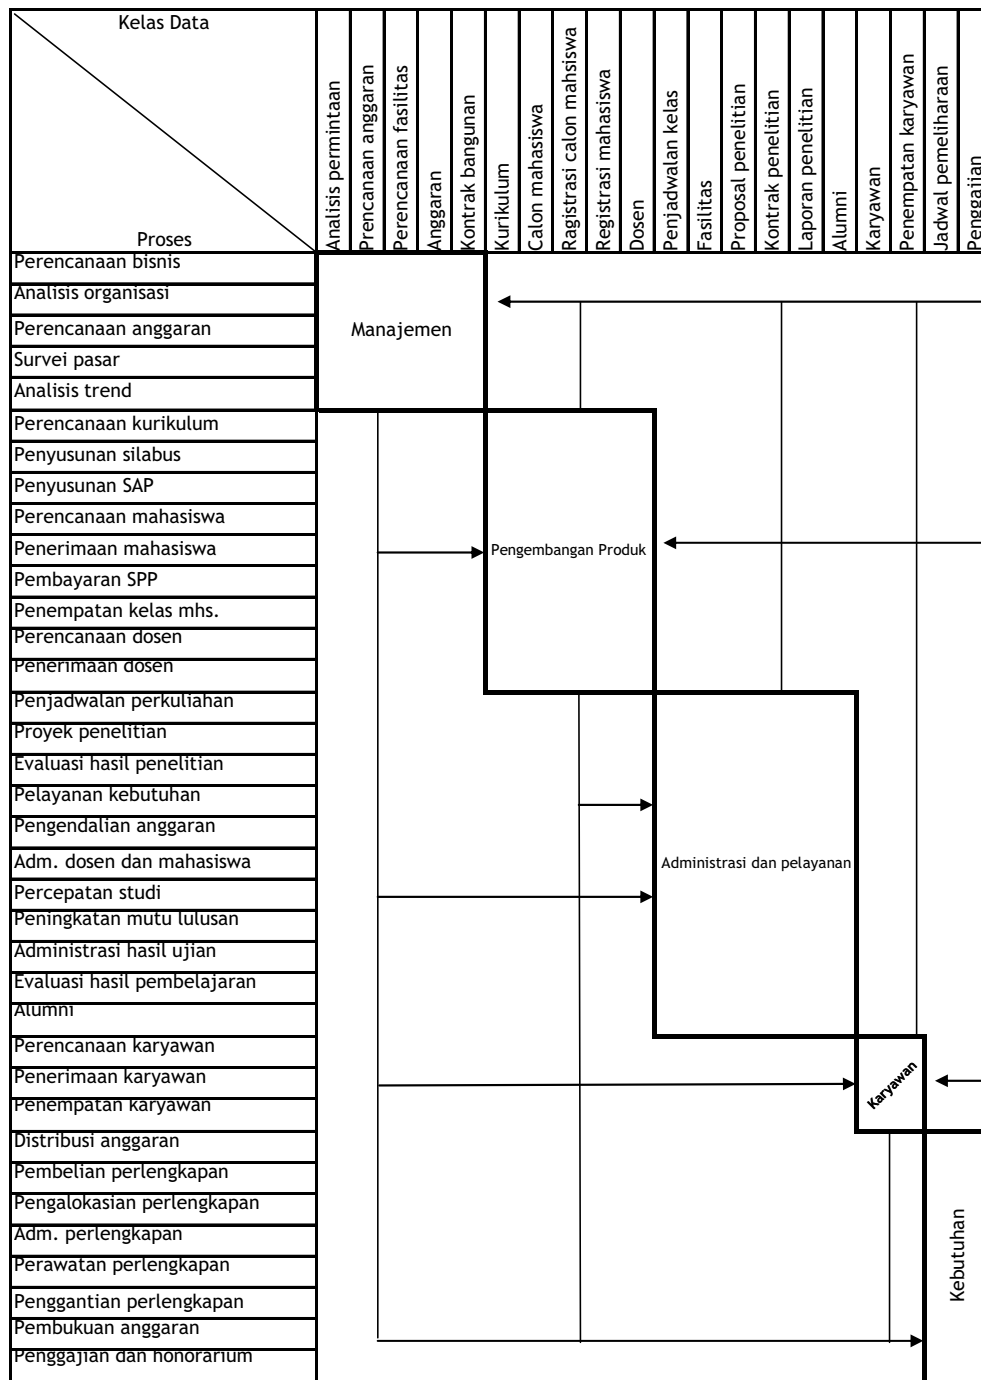 Kelas Data
Proses
Analisis permintaan
Prencanaan anggaran
Perencanaan fasilitas
Anggaran
Kontrak bangunan
Kurikulum
Calon mahasiswa
Ragistrasi calon mahsiswa
Registrasi mahasiswa
Dosen
Penjadwalan kelas
Fasilitas
Proposal penelitian
Kontrak penelitian
Laporan penelitian
Alumni
Karyawan
Penempatan karyawan
Jadwal pemeliharaan
Penggajian
Perencanaan bisnis
Analisis organisasi
Perencanaan anggaran
Survei pasar
Analisis trend
Perencanaan kurikulum
Penyusunan silabus
Penyusunan SAP
Perencanaan mahasiswa
Penerimaan mahasiswa
Pembayaran SPP
Penempatan kelas mhs.
Perencanaan dosen
Penerimaan dosen
Penjadwalan perkuliahan
Proyek penelitian
Evaluasi hasil penelitian
Pelayanan kebutuhan
Pengendalian anggaran
Adm. dosen dan mahasiswa
Percepatan studi
Peningkatan mutu lulusan
Administrasi hasil ujian
Evaluasi hasil pembelajaran
Alumni
Perencanaan karyawan
Penerimaan karyawan
Penempatan karyawan
Distribusi anggaran
Pembelian perlengkapan
Pengalokasian perlengkapan
Adm. perlengkapan
Perawatan perlengkapan
Penggantian perlengkapan
Pembukuan anggaran
Penggajian dan honorarium
Manajemen
Pengembangan Produk
Administrasi dan pelayanan
Karyawan
Kebutuhan